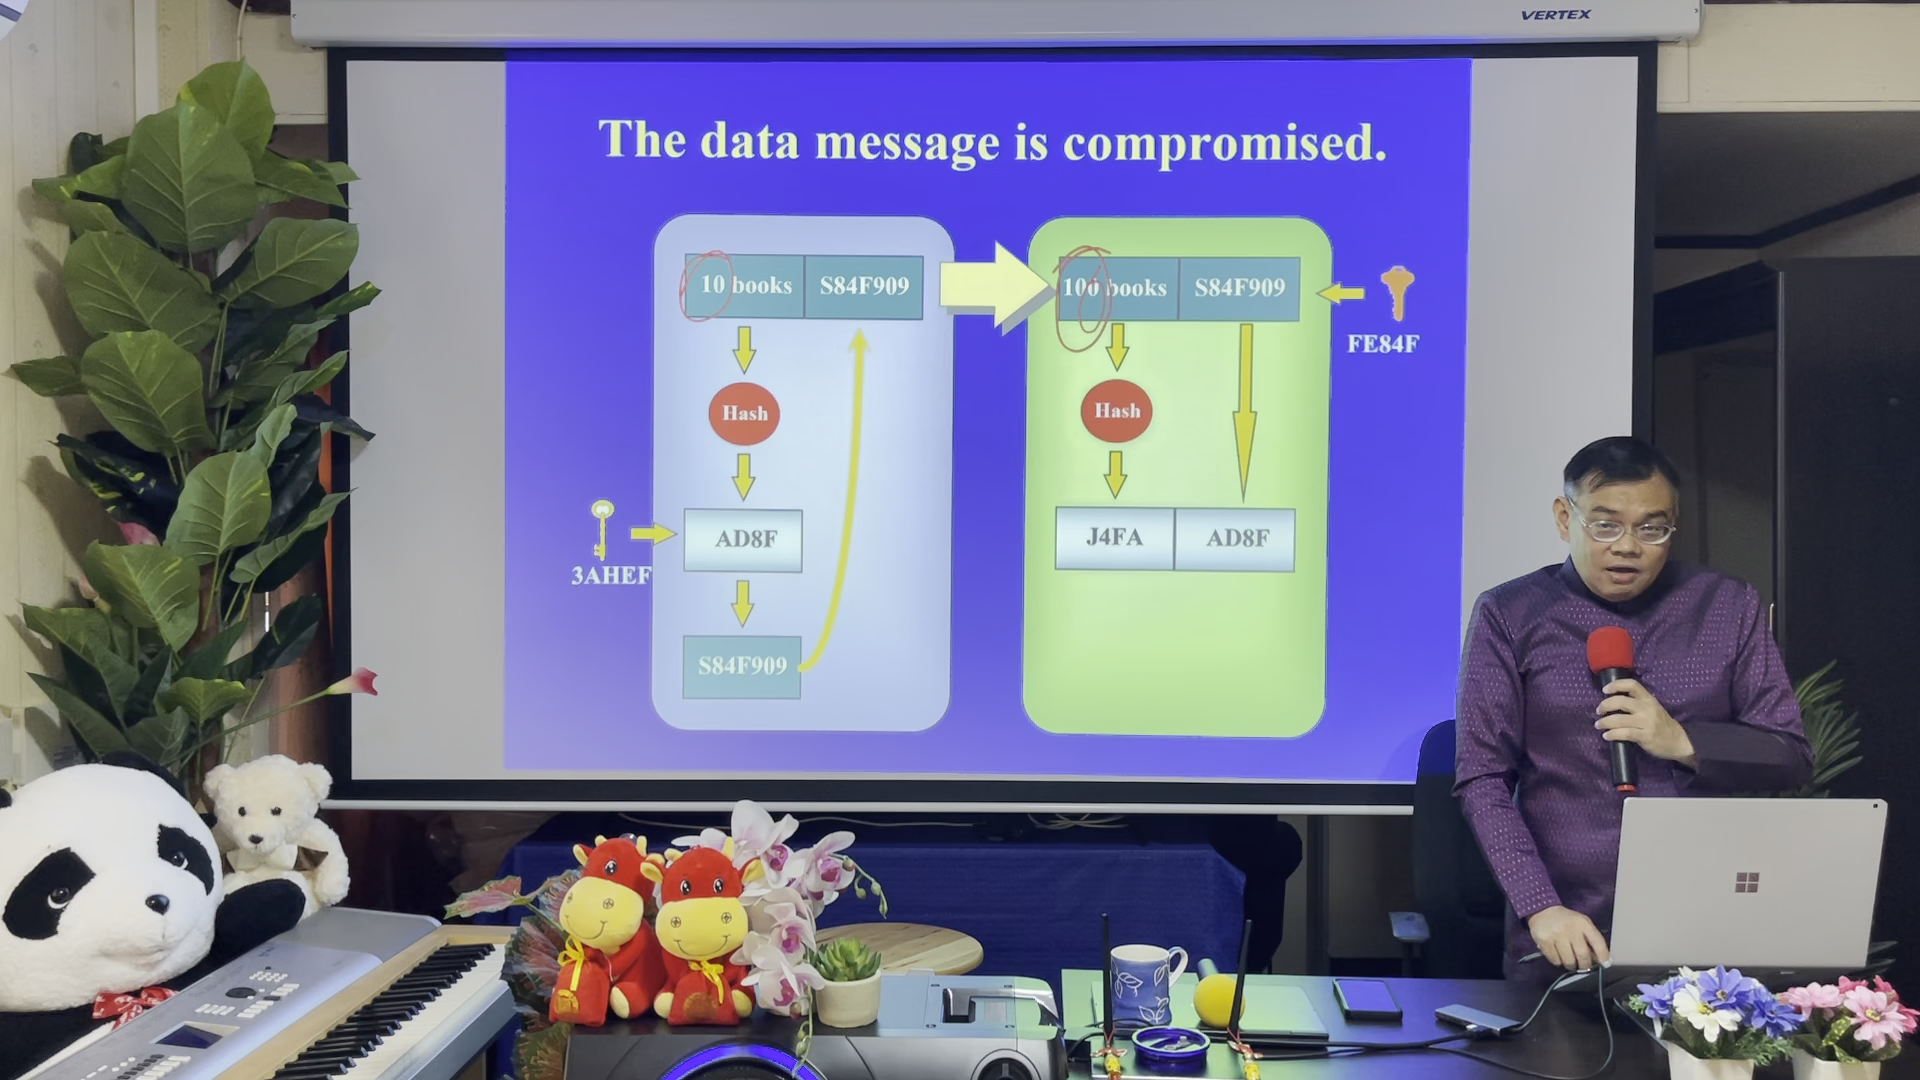 VERTEX
The data message is compromised.
10 books S84F909
100 books S84F909
FE84F
Hash
Hash
AD8F
J4FA AD8F
3AHEF
S84F909